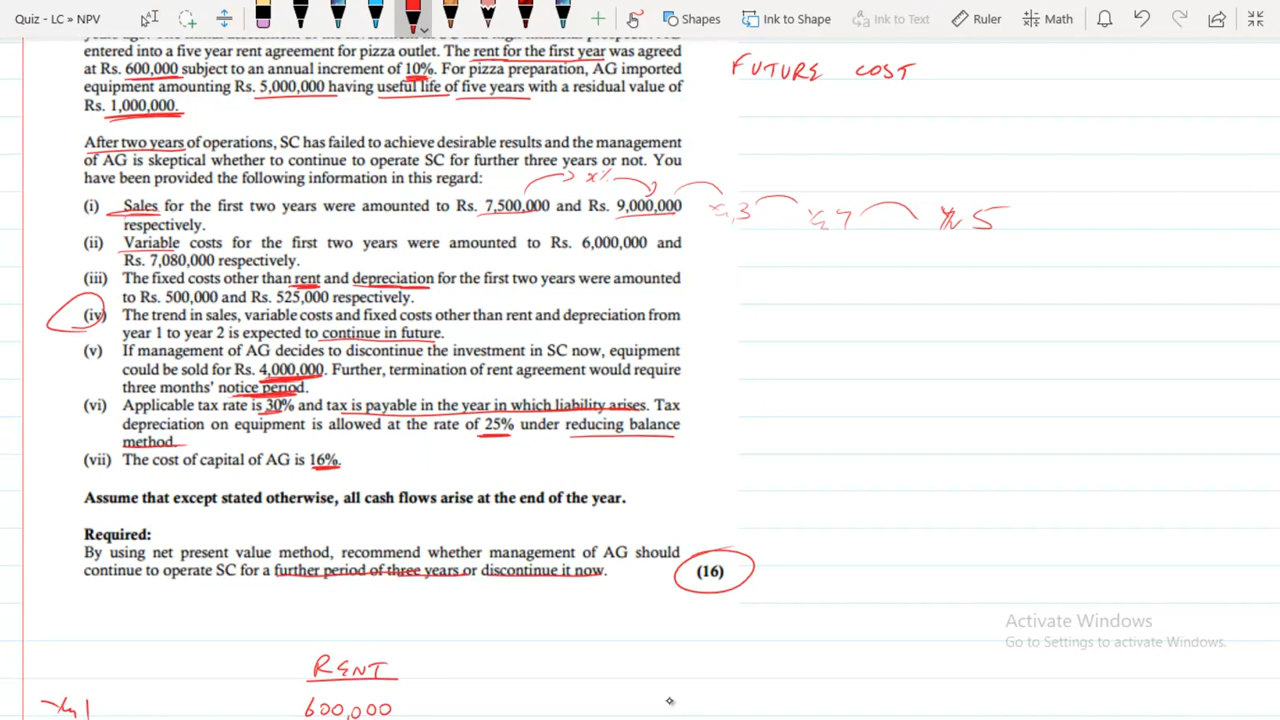 Quiz - LC > NPV
Shapes
Ink to Shape
Ink to Text
Ruler
Math
entered into a five year rent agreement for pizza outlet. The rent for the first year was agreed
at Rs. 600,000 subject to an annual increment of 10%. For pizza preparation, AG imported
equipment amounting Rs. 5,000,000 having useful life of five years with a residual value of
Rs. 1,000,000.
FUTURE COST
After two years of operations, SC has failed to achieve desirable results and the management
of AG is skeptical whether to continue to operate SC for further three years or not. You
have been provided the following information in this regard:
x%
(i) Sales for the first two years were amounted to Rs. 7,500,000 and Rs. 9,000,000
respectively.
Yr 3 Yr 4 Yr 5
(ii) Variable costs for the first two years were amounted to Rs. 6,000,000 and
Rs. 7,080,000 respectively.
(iii) The fixed costs other than rent and depreciation for the first two years were amounted
to Rs. 500,000 and Rs. 525,000 respectively.
(iv) The trend in sales, variable costs and fixed costs other than rent and depreciation from
year 1 to year 2 is expected to continue in future.
(v) If management of AG decides to discontinue the investment in SC now, equipment
could be sold for Rs. 4,000,000. Further, termination of rent agreement would require
three months' notice period.
(vi) Applicable tax rate is 30% and tax is payable in the year in which liability arises. Tax
depreciation on equipment is allowed at the rate of 25% under reducing balance
method.
(vii) The cost of capital of AG is 16%.
Assume that except stated otherwise, all cash flows arise at the end of the year.
Required:
By using net present value method, recommend whether management of AG should
continue to operate SC for a further period of three years or discontinue it now.
(16)
Activate Windows
Go to Settings to activate Windows.
RENT
Yr 1
600,000